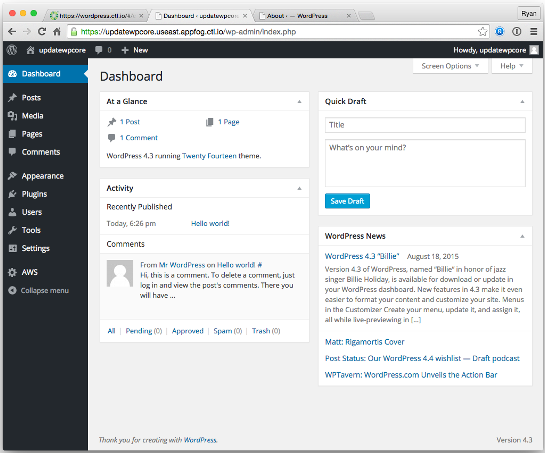 Ryan
https://wordpress.ctl.io/
Dashboard ‹ updatewpcore
About ‹ — WordPress
https://updatewpcore.useast.appfog.ctl.io/wp-admin/index.php
updatewpcore 0 + New Howdy, updatewpcore
Screen Options Help
Dashboard
Posts
Media
Pages
Comments
Appearance
Plugins
Users
Tools
Settings
AWS
Collapse menu
Dashboard
At a Glance
1 Post 1 Page
1 Comment
WordPress 4.3 running Twenty Fourteen theme.
Activity
Recently Published
Today, 6:26 pm Hello world!
Comments
From Mr WordPress on Hello world! #
Hi, this is a comment. To delete a comment, just
log in and view the post's comments. There you
will have ...
All | Pending (0) | Approved | Spam (0) | Trash (0)
Quick Draft
Title
What's on your mind?
Save Draft
WordPress News
WordPress 4.3 "Billie" August 18, 2015
Version 4.3 of WordPress, named "Billie" in honor of jazz
singer Billie Holiday, is available for download or update in
your WordPress dashboard. New features in 4.3 make it even
easier to format your content and customize your site. Menus
in the Customizer Create your menu, update it, and assign it,
all while live-previewing in [...]
Matt: Rigamortis Cover
Post Status: Our WordPress 4.4 wishlist — Draft podcast
WPTavern: WordPress.com Unveils the Action Bar
Thank you for creating with WordPress.
Version 4.3